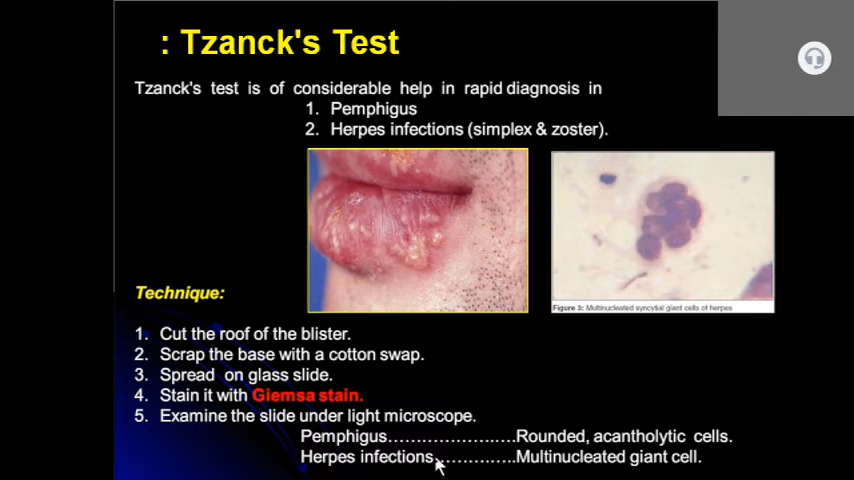 : Tzanck's Test
Tzanck's test is of considerable help in rapid diagnosis in
1. Pemphigus
2. Herpes infections (simplex & zoster).
Figure 3: Multinucleated syncytial giant cells of herpes
Technique:
1. Cut the roof of the blister.
2. Scrap the base with a cotton swap.
3. Spread on glass slide.
4. Stain it with Giemsa stain.
5. Examine the slide under light microscope.
Pemphigus…………………..….Rounded, acantholytic cells.
Herpes infections……….…..Multinucleated giant cell.